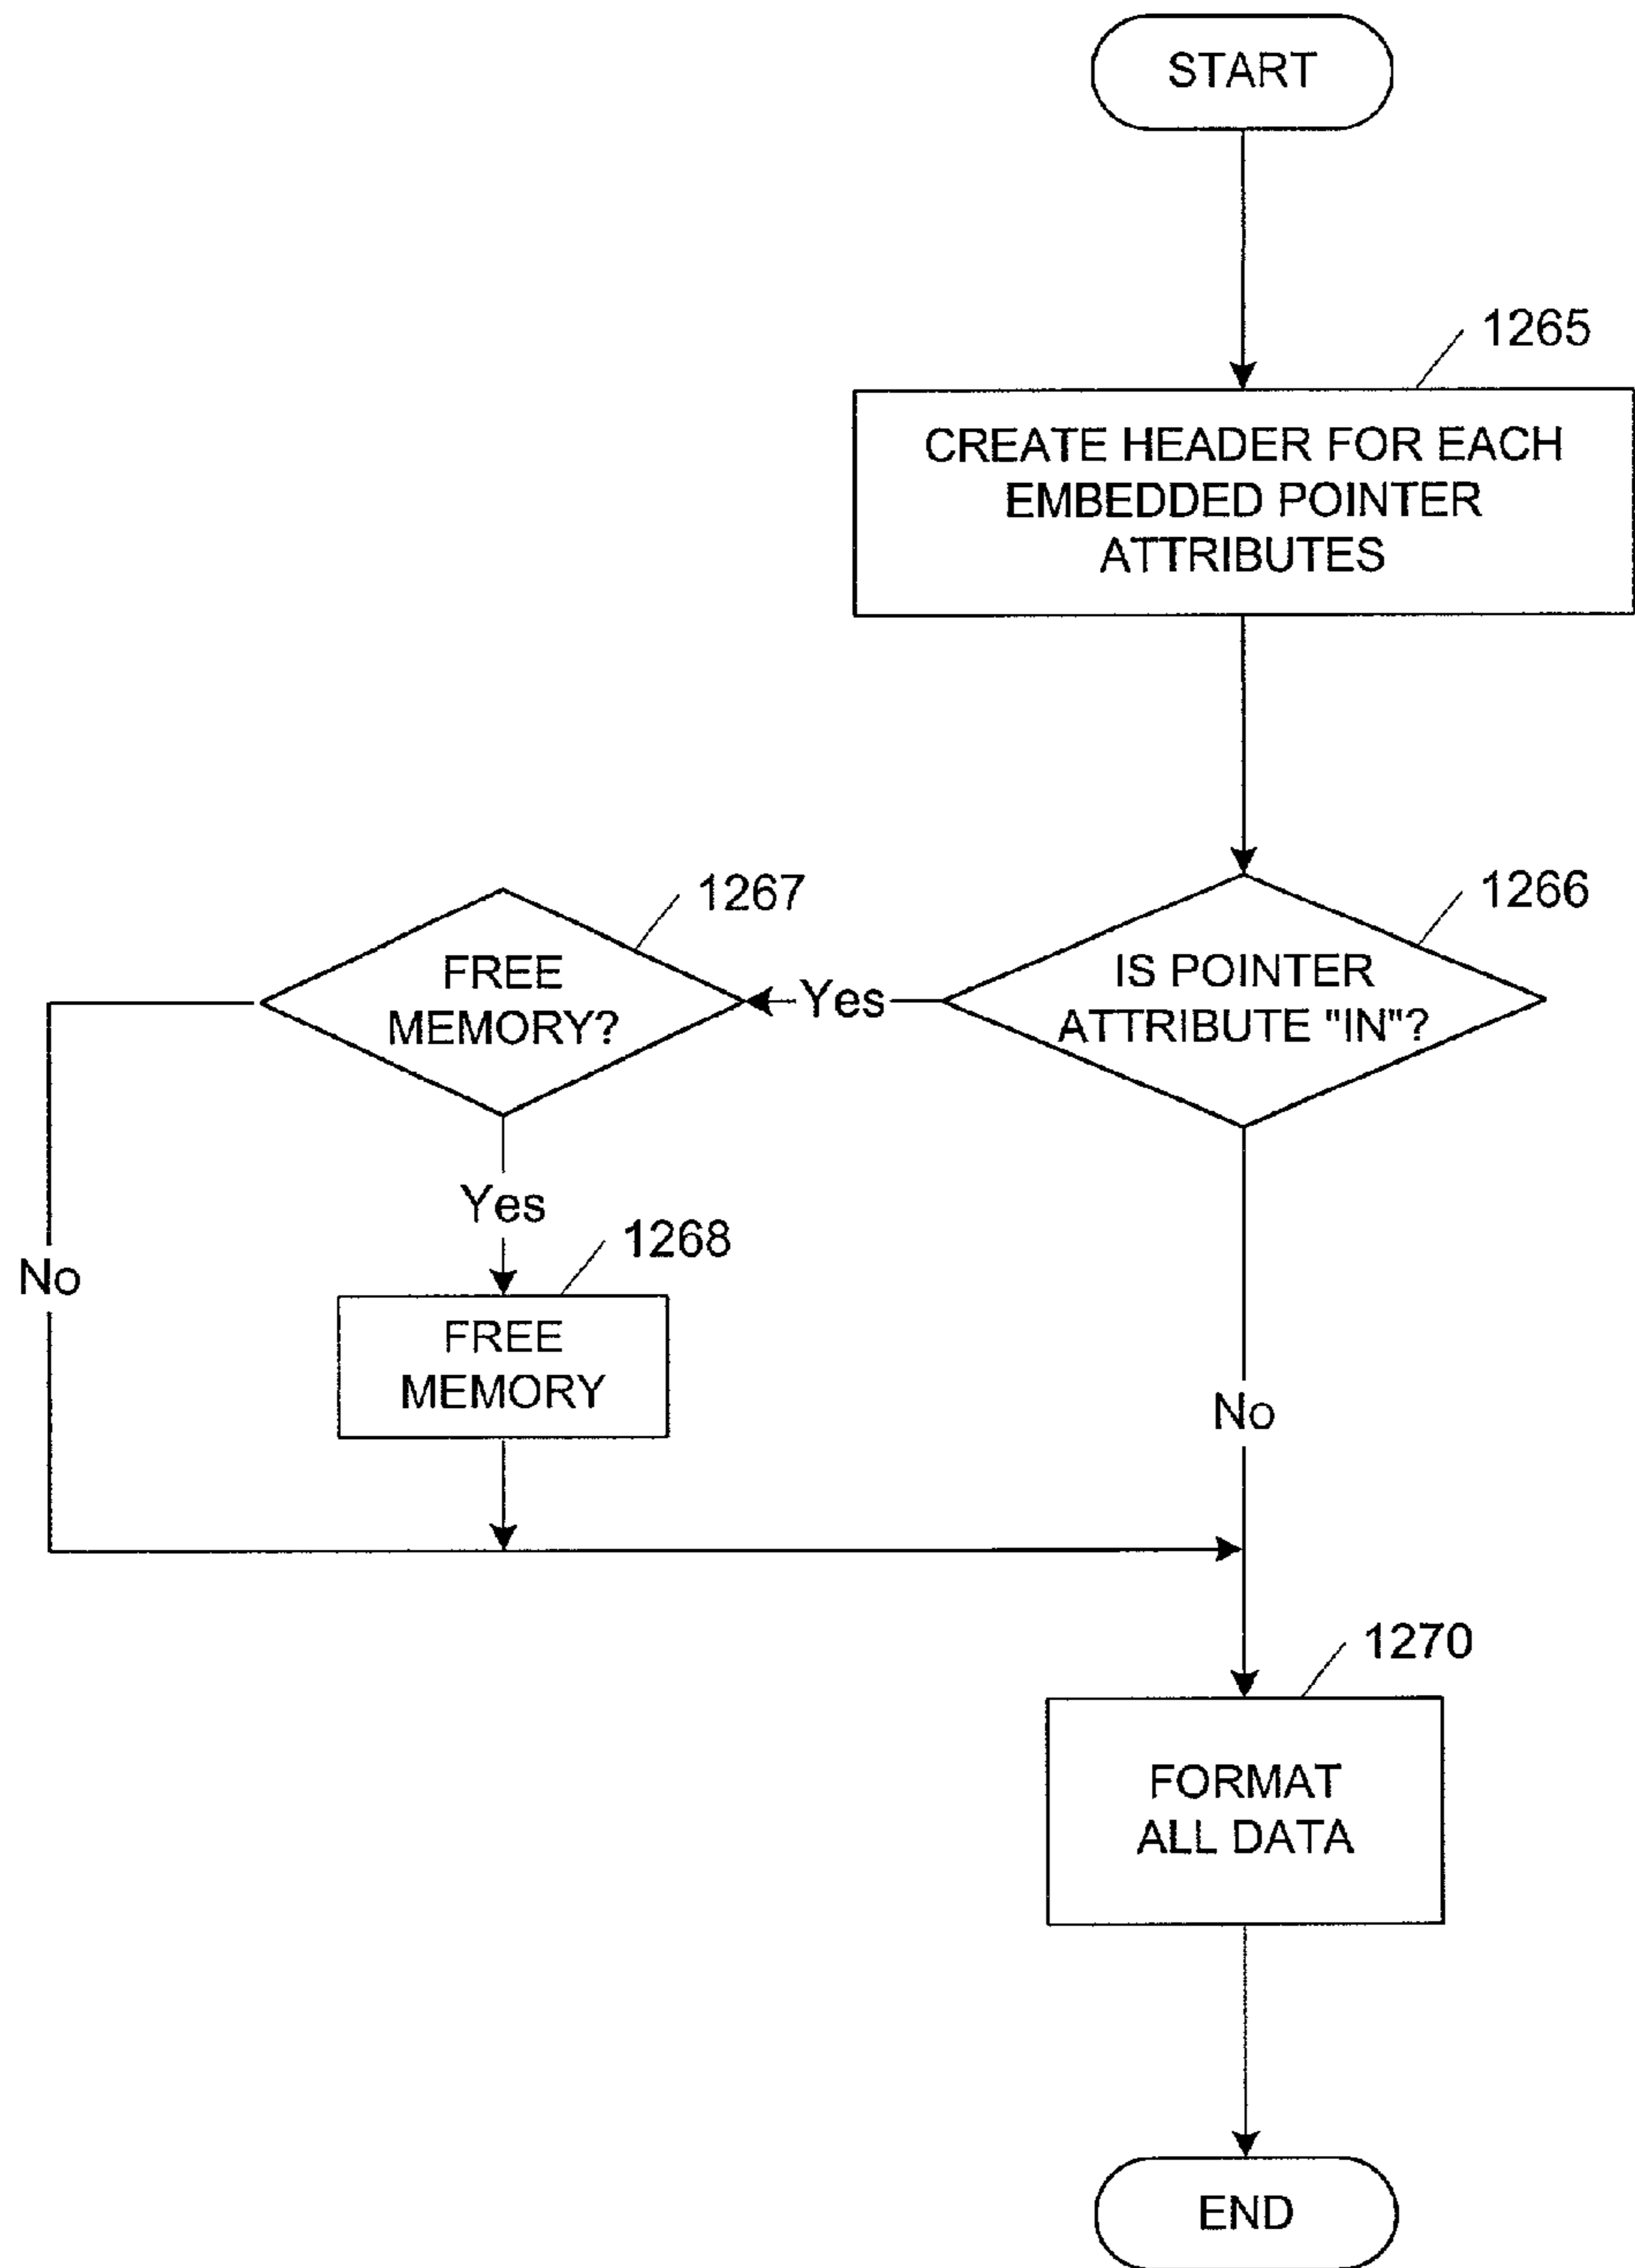 START
1265
CREATE HEADER FOR EACH
EMBEDDED POINTER
ATTRIBUTES
1267
1266
FREE
MEMORY?
Yes
IS POINTER
ATTRIBUTE "IN"?
Yes
1268
No
FREE
MEMORY
No
1270
FORMAT
ALL DATA
END